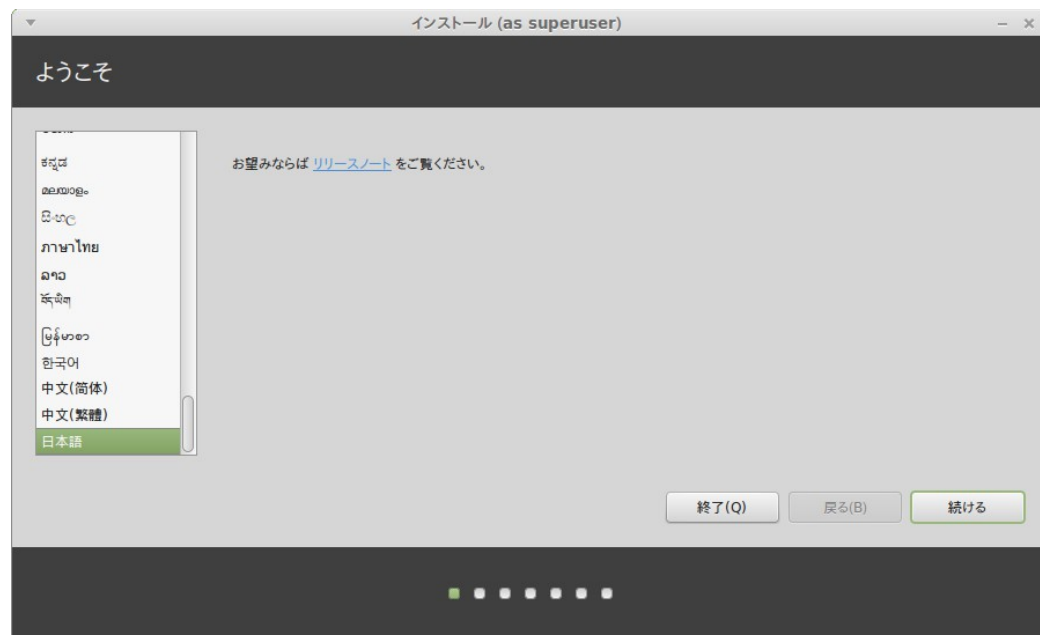 インストール (as superuser)
ようこそ
ಕನ್ನಡ
മലയാളം
සිංහල
ภาษาไทย
ລາວ
རྫོང་ཁ
မြန်မာစာ
한국어
中文(简体)
中文(繁體)
日本語
お望みならば リリースノート をご覧ください。
終了(Q)
戻る(B)
続ける